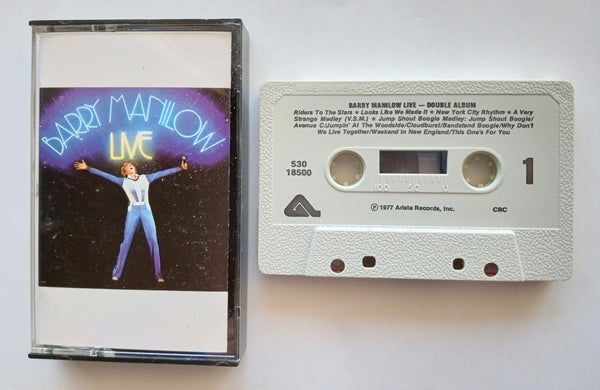 BARRY MANILOW
LIVE
BARRY MANILOW LIVE — DOUBLE ALBUM
Riders To The Stars ★ Looks Like We Made It ★ New York City Rhythm ★ A Very
Strange Medley (V.S.M.) ★ Jump Shout Boogie Medley: Jump Shout Boogie/
Avenue C/Jumpin' At The Woodside/Cloudburst/Bandstand Boogie/Why Don't
We Live Together/Weekend in New England/This One's For You
530
18500
1
100 50 0
℗ 1977 Arista Records, Inc.
CRC